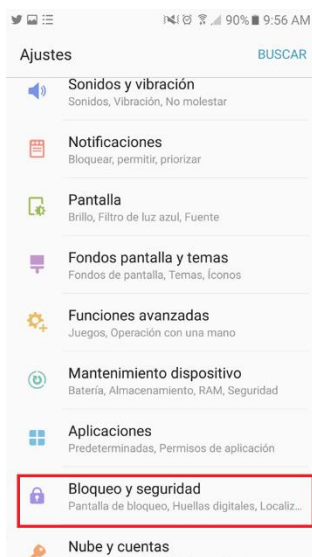 90% 9:56 AM
Ajustes BUSCAR
Sonidos y vibración
Sonidos, Vibración, No molestar
Notificaciones
Bloquear, permitir, priorizar
Pantalla
Brillo, Filtro de luz azul, Fuente
Fondos pantalla y temas
Fondos de pantalla, Temas, Íconos
Funciones avanzadas
Juegos, Operación con una mano
Mantenimiento dispositivo
Batería, Almacenamiento, RAM, Seguridad
Aplicaciones
Predeterminadas, Permisos de aplicación
Bloqueo y seguridad
Pantalla de bloqueo, Huellas digitales, Localiz...
Nube y cuentas